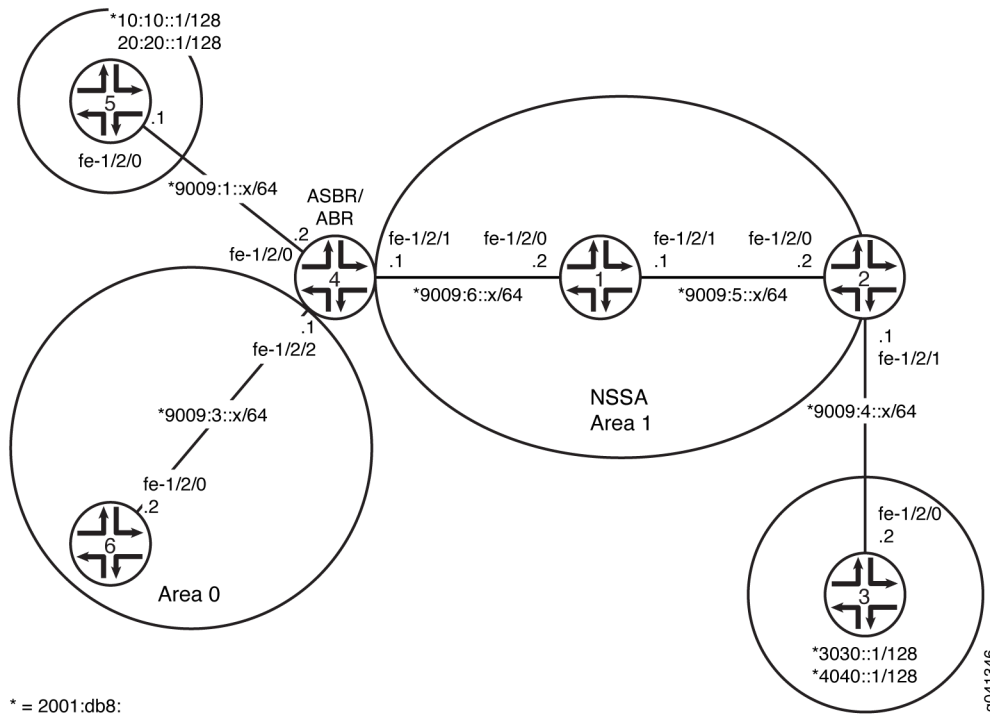 *10:10::1/128
20:20::1/128
5
.1
fe-1/2/0
*9009:1::x/64
ASBR/
ABR
.2
fe-1/2/0
4
fe-1/2/1
.1
fe-1/2/0
.2
1
fe-1/2/1
.1
fe-1/2/0
.2
2
*9009:6::x/64
*9009:5::x/64
.1
fe-1/2/2
.1
fe-1/2/1
NSSA
Area 1
*9009:3::x/64
*9009:4::x/64
fe-1/2/0
.2
6
Area 0
fe-1/2/0
.2
3
*3030::1/128
*4040::1/128
* = 2001:db8:
g041346